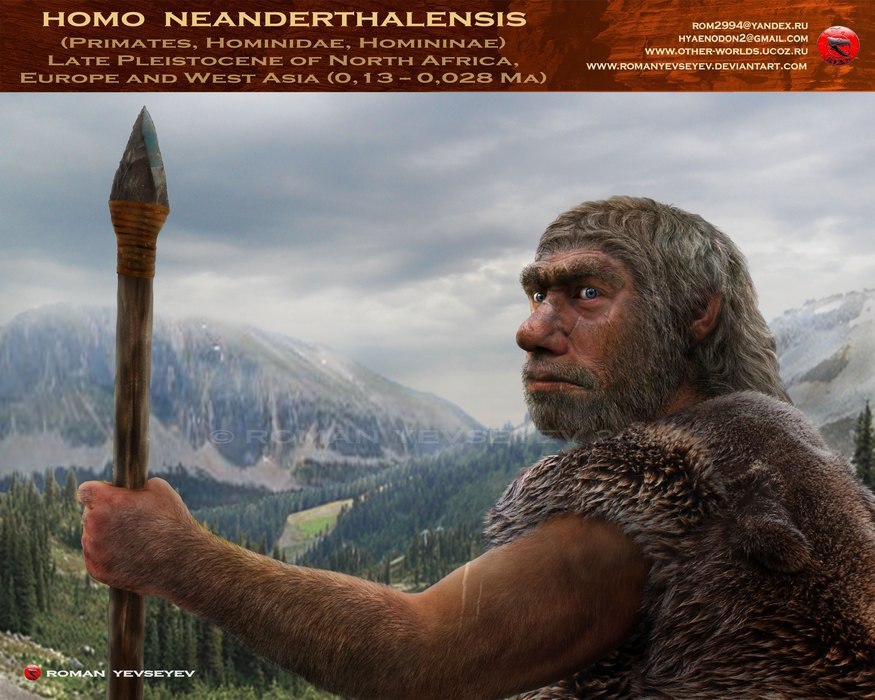 HOMO NEANDERTHALENSIS
(PRIMATES, HOMINIDAE, HOMININAE)
LATE PLEISTOCENE OF NORTH AFRICA,
EUROPE AND WEST ASIA (0,13 – 0,028 MA)
ROM2994@YANDEX.RU
HYAENODON2@GMAIL.COM
WWW.OTHER-WORLDS.UCOZ.RU
WWW.ROMANYEVSEYEV.DEVIANTART.COM
© ROMAN YEVSEYEV
ROMAN YEVSEYEV